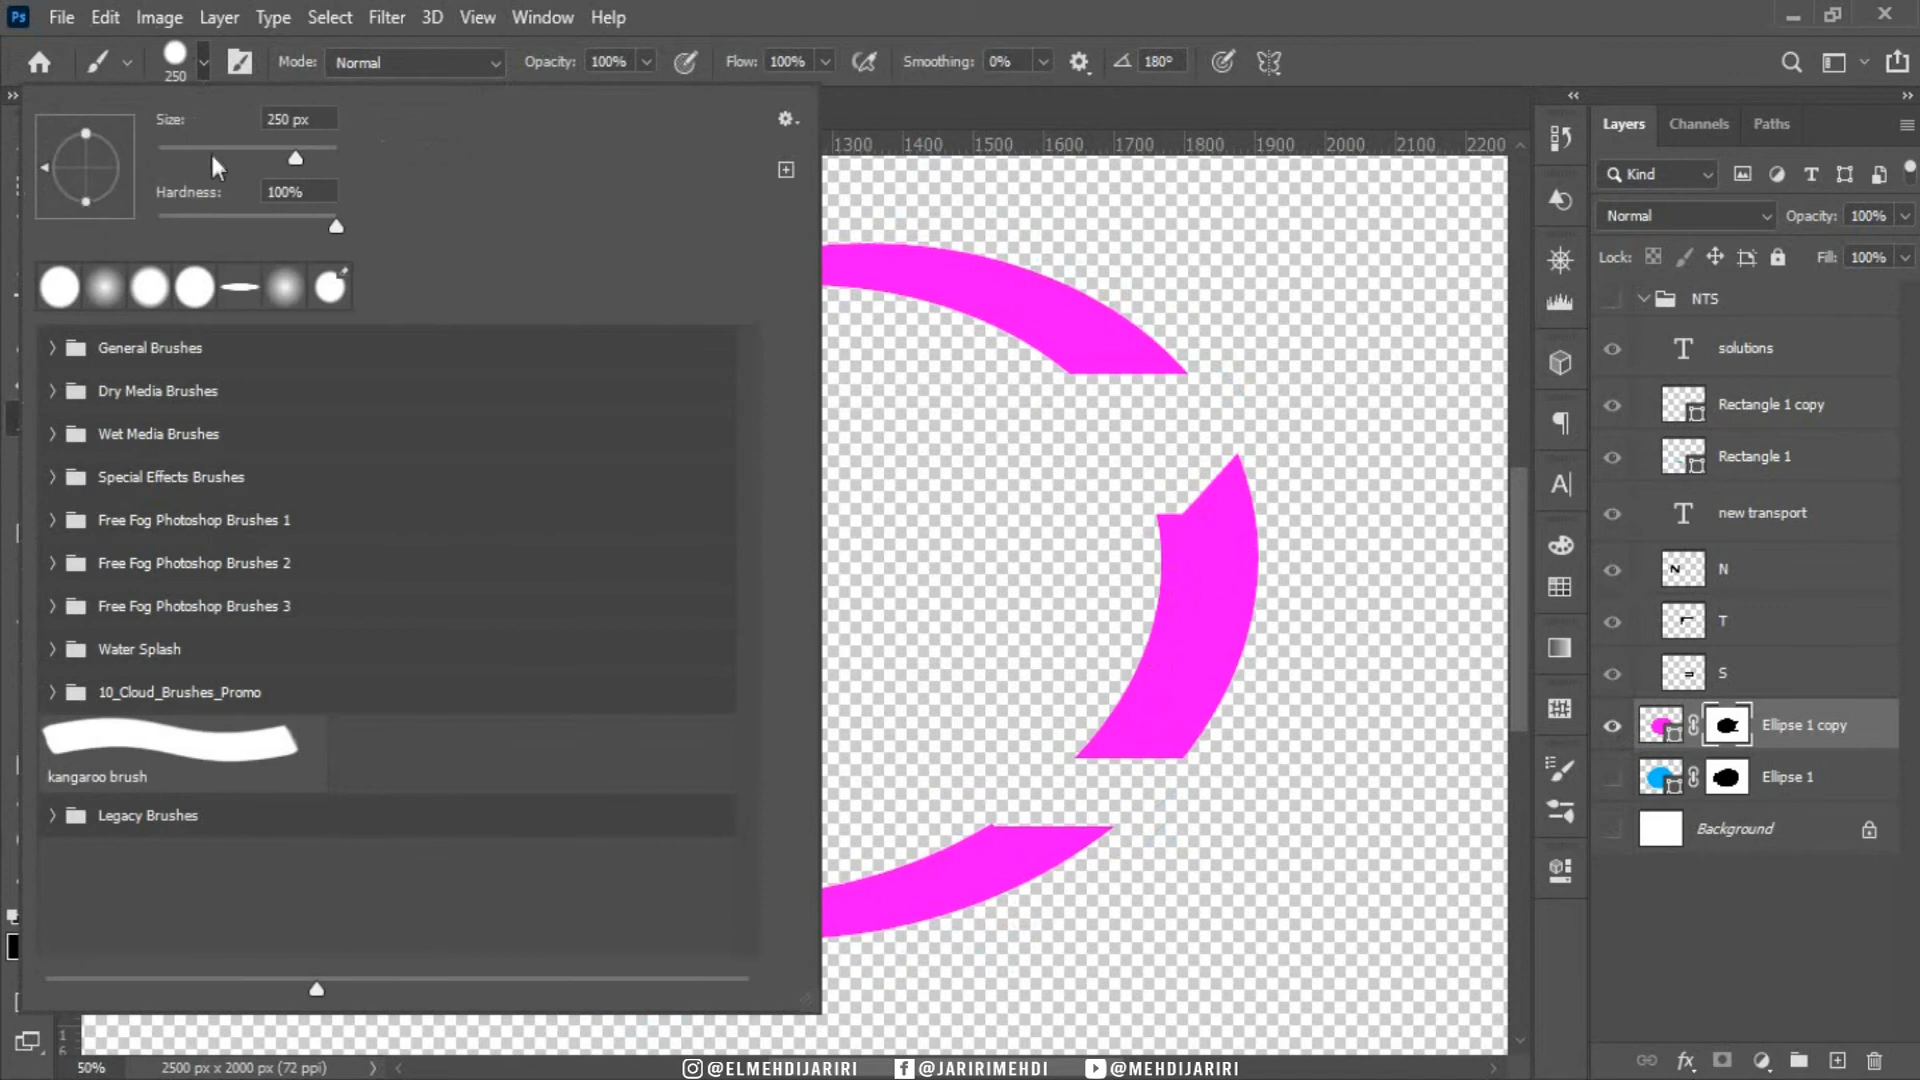 Ps File Edit Image Layer Type Select Filter 3D View Window Help
250 Mode: Normal Opacity: 100% Flow: 100% Smoothing: 0% 180°
Size: 250 px
Hardness: 100%
General Brushes
Dry Media Brushes
Wet Media Brushes
Special Effects Brushes
Free Fog Photoshop Brushes 1
Free Fog Photoshop Brushes 2
Free Fog Photoshop Brushes 3
Water Splash
10_Cloud_Brushes_Promo
kangaroo brush
Legacy Brushes
1300 1400 1500 1600 1700 1800 1900 2000 2100 2200
Layers Channels Paths
Kind
Normal Opacity: 100%
Lock: Fill: 100%
NTS
solutions
Rectangle 1 copy
Rectangle 1
new transport
N
T
S
Ellipse 1 copy
Ellipse 1
Background
1
6
50% 2500 px x 2000 px (72 ppi)
@ELMEHDIJARIRI @JARIRIMEHDI @MEHDIJARIRI